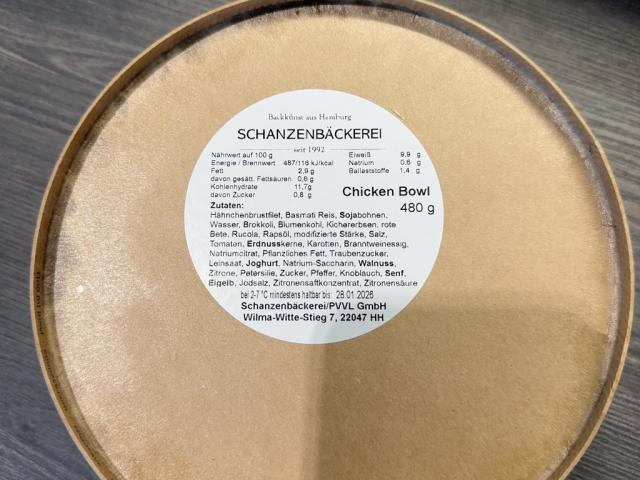 Backkunst aus Hamburg
SCHANZENBÄCKEREI
seit 1992
Nährwert auf 100 g
Energie / Brennwert 487/116 kJ/kcal
Fett 2,9 g
davon gesätt. Fettsäuren 0,6 g
Kohlenhydrate 11,7g
davon Zucker 0,8 g
Eiweiß 9,9 g
Natrium 0,6 g
Ballaststoffe 1,4 g
Chicken Bowl
480 g
Zutaten:
Hähnchenbrustfilet, Basmati Reis, Sojabohnen,
Wasser, Brokkoli, Blumenkohl, Kichererbsen, rote
Bete, Rucola, Rapsöl, modifizierte Stärke, Salz,
Tomaten, Erdnusskerne, Karotten, Branntweinessig,
Natriumcitrat, Pflanzliches Fett, Traubenzucker,
Leinsaat, Joghurt, Natrium-Saccharin, Walnuss,
Zitrone, Petersilie, Zucker, Pfeffer, Knoblauch, Senf,
Eigelb, Jodsalz, Zitronensaftkonzentrat, Zitronensäure
bei 2-7 °C mindestens haltbar bis: 28.01.2026
Schanzenbäckerei/PVVL GmbH
Wilma-Witte-Stieg 7, 22047 HH